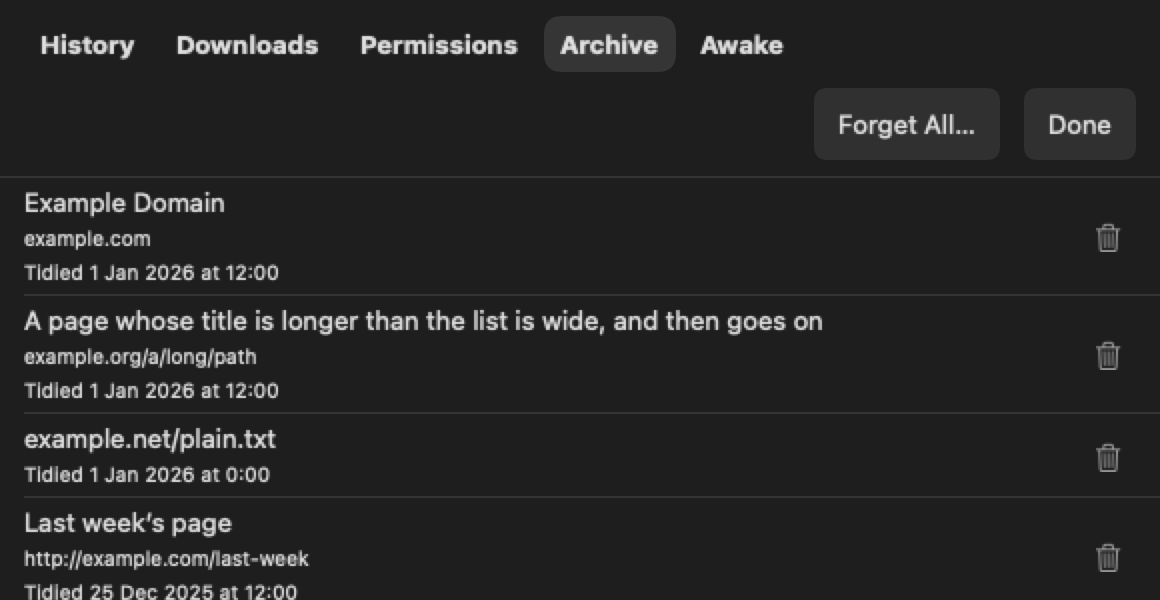 History Downloads Permissions Archive Awake
Forget All... Done
Example Domain
example.com
Tidied 1 Jan 2026 at 12:00
A page whose title is longer than the list is wide, and then goes on
example.org/a/long/path
Tidied 1 Jan 2026 at 12:00
example.net/plain.txt
Tidied 1 Jan 2026 at 0:00
Last week’s page
http://example.com/last-week
Tidied 25 Dec 2025 at 12:00